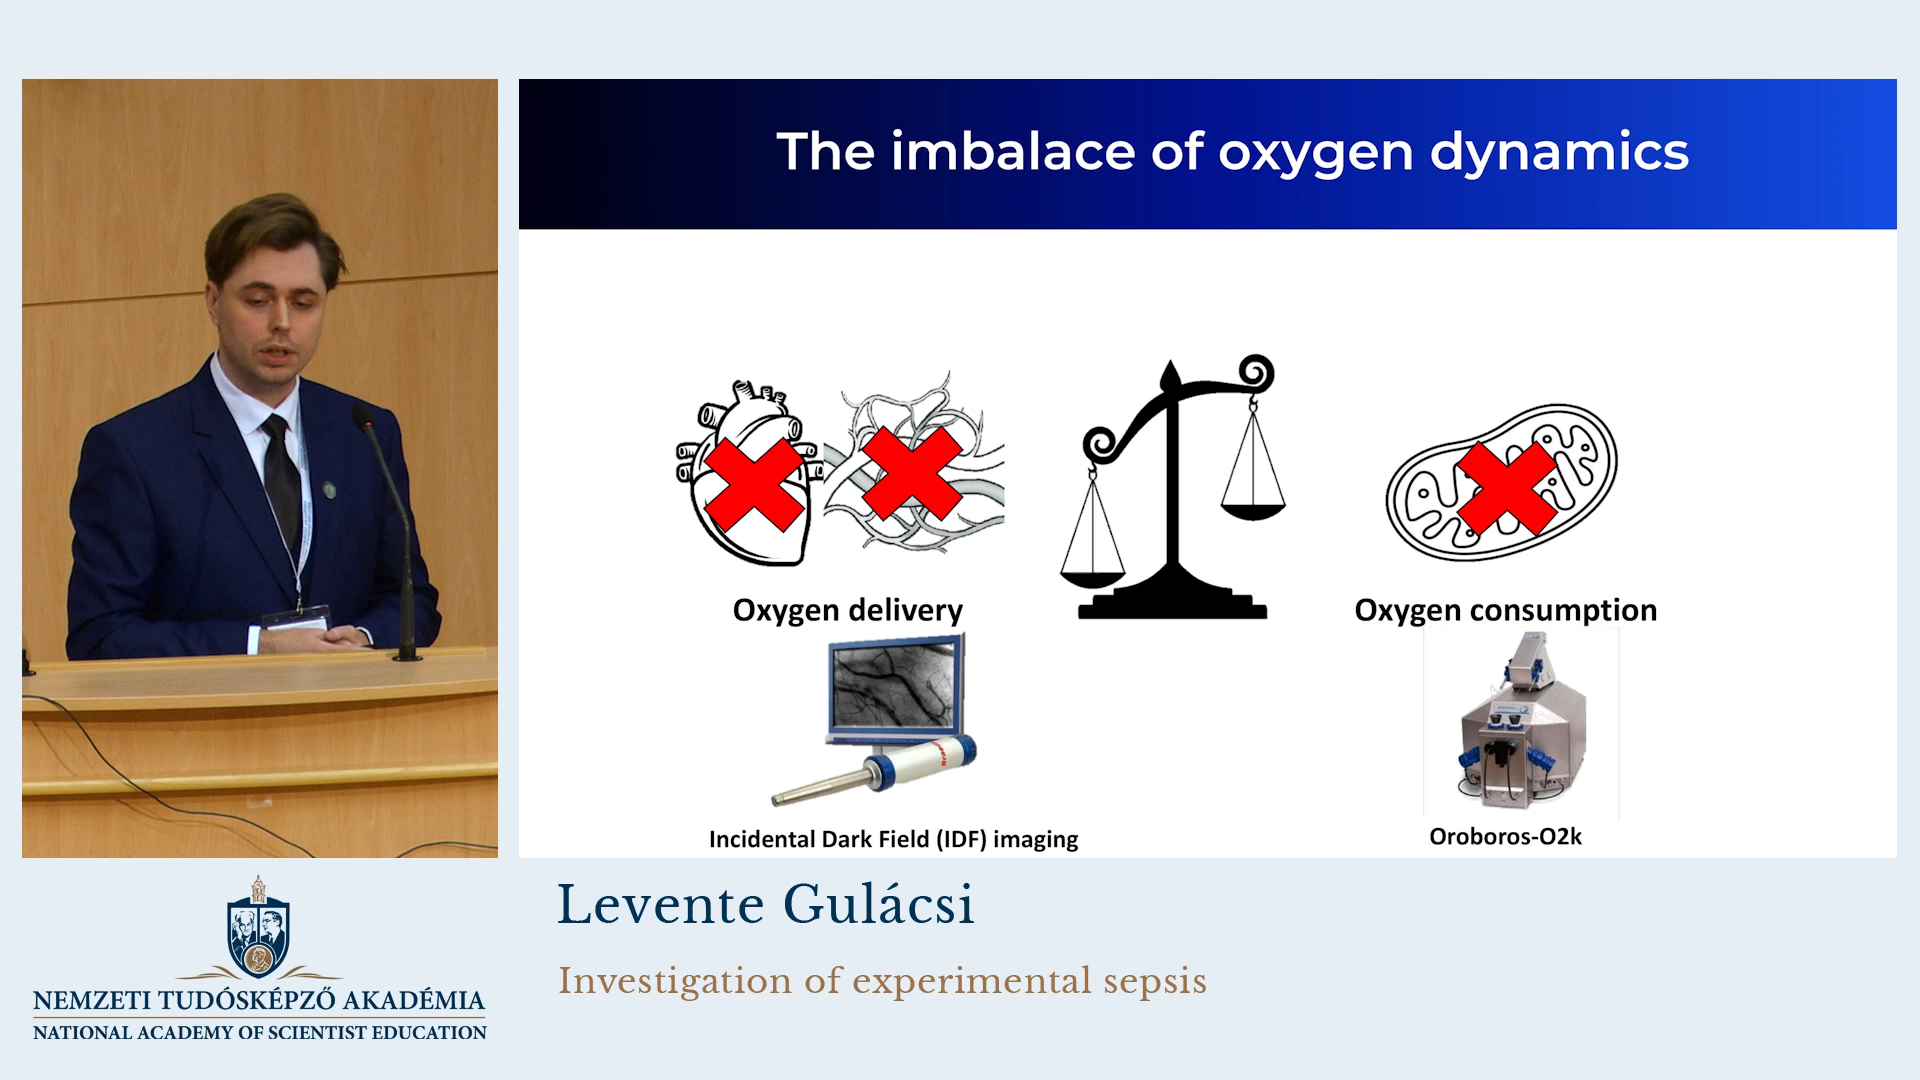 The imbalace of oxygen dynamics
Oxygen delivery
Oxygen consumption
Incidental Dark Field (IDF) imaging
Oroboros-O2k
Levente Gulácsi
Investigation of experimental sepsis
NEMZETI TUDÓSKÉPZŐ AKADÉMIA
NATIONAL ACADEMY OF SCIENTIST EDUCATION